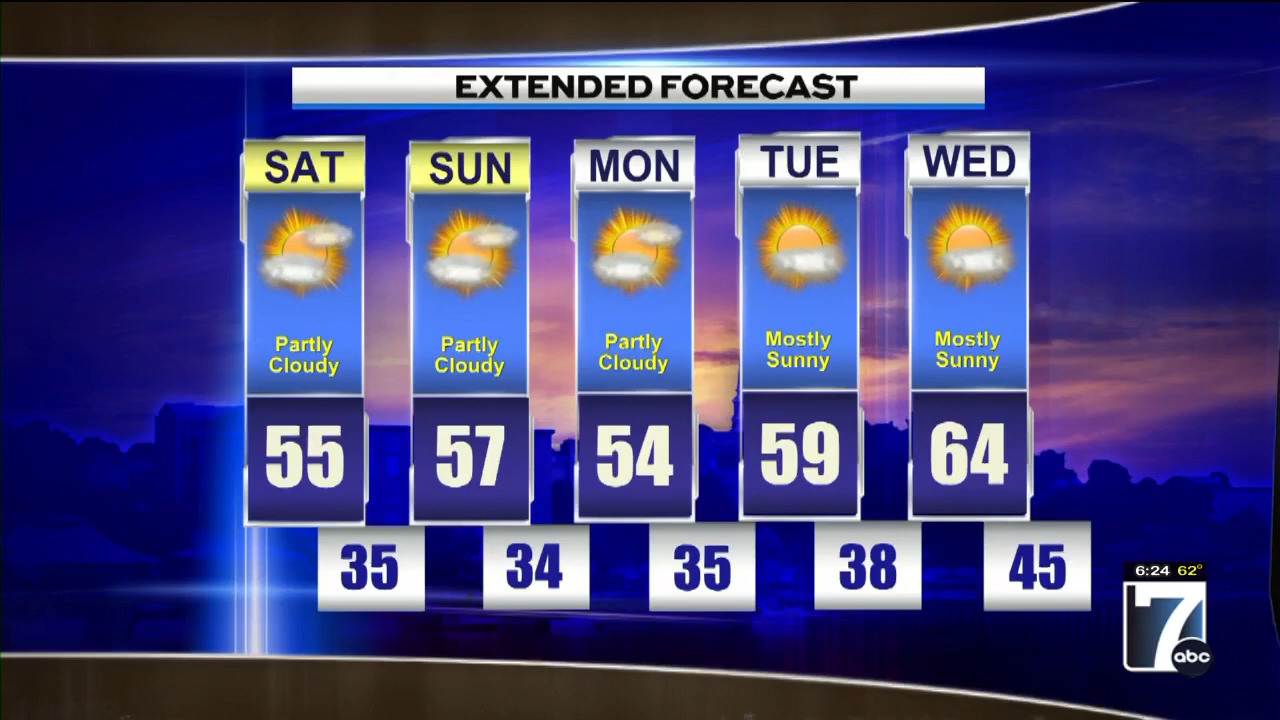 EXTENDED FORECAST
SAT SUN MON TUE WED
Partly Partly Partly Mostly Mostly
Cloudy Cloudy Cloudy Sunny Sunny
55 57 54 59 64
35 34 35 38 45
6:24 62°
7
abc